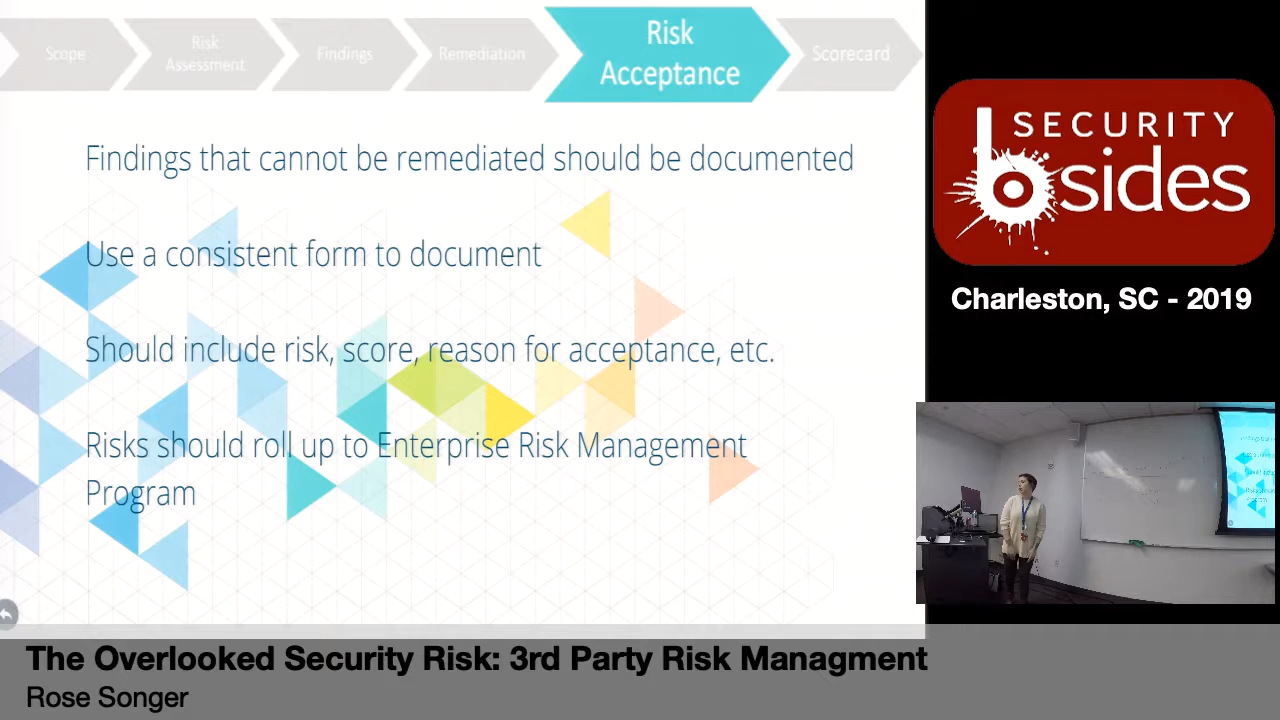 Scope
Risk
Assessment
Findings
Remediation
Risk
Acceptance
Scorecard
Findings that cannot be remediated should be documented
Use a consistent form to document
Should include risk, score, reason for acceptance, etc.
Risks should roll up to Enterprise Risk Management
Program
SECURITY
bsides
Charleston, SC - 2019
The Overlooked Security Risk: 3rd Party Risk Managment
Rose Songer